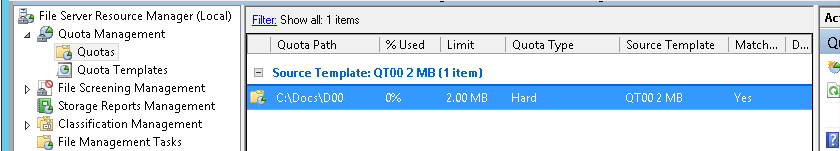 File Server Resource Manager (Local)
Quota Management
Quotas
Quota Templates
File Screening Management
Storage Reports Management
Classification Management
File Management Tasks
Filter: Show all: 1 items
Quota Path % Used Limit Quota Type Source Template Match... D...
Source Template: QT00 2 MB (1 item)
C:\Docs\D00 0% 2.00 MB Hard QT00 2 MB Yes
Ac